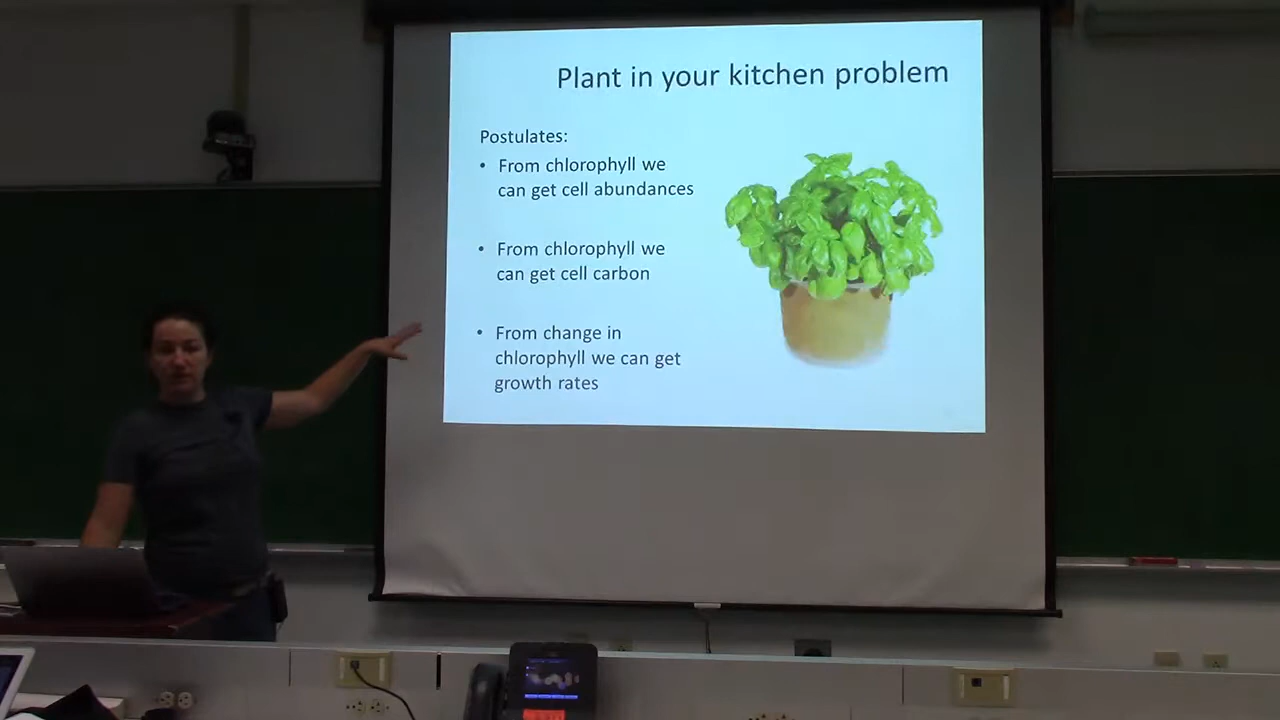 Plant in your kitchen problem
Postulates:
• From chlorophyll we
can get cell abundances
• From chlorophyll we
can get cell carbon
• From change in
chlorophyll we can get
growth rates